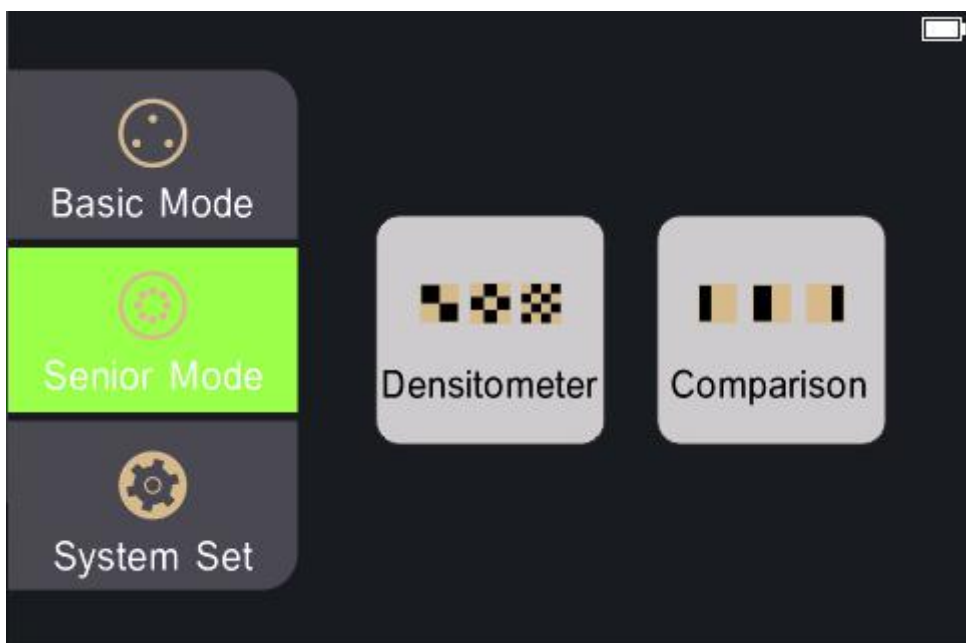 Basic Mode
Senior Mode
System Set
Densitometer
Comparison